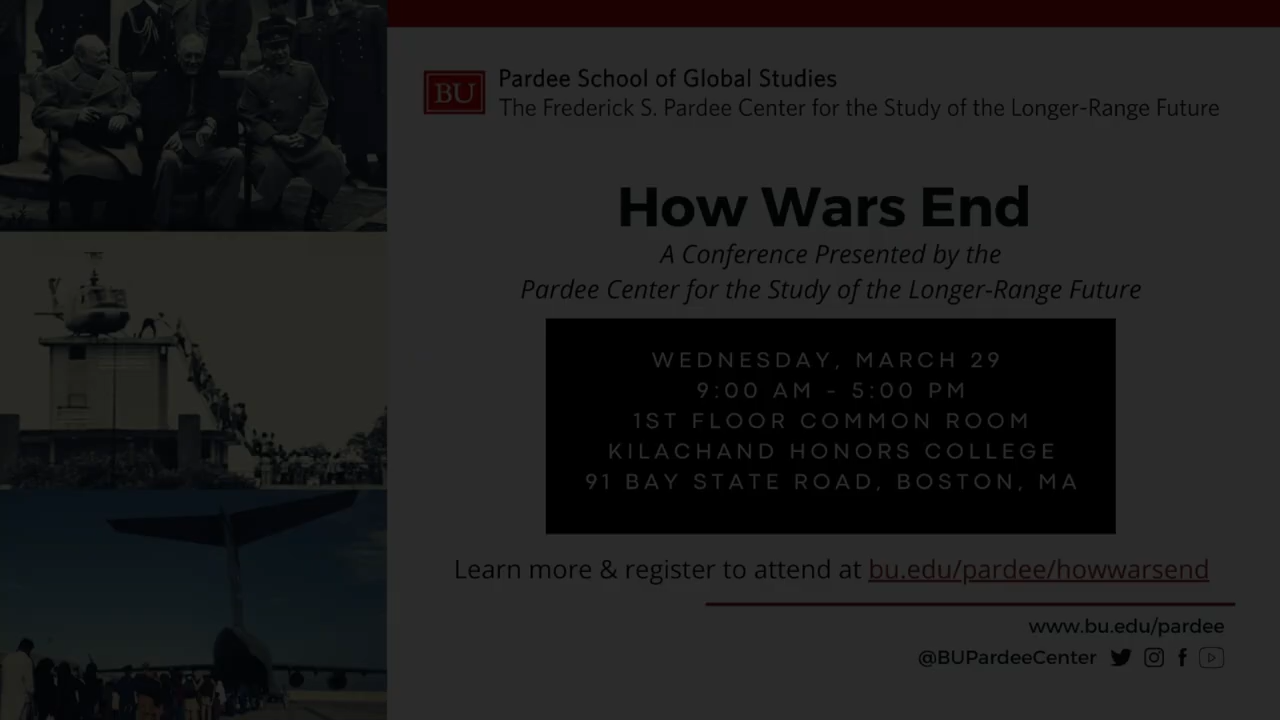 BU
Pardee School of Global Studies
The Frederick S. Pardee Center for the Study of the Longer-Range Future
How Wars End
A Conference Presented by the
Pardee Center for the Study of the Longer-Range Future
WEDNESDAY, MARCH 29
9:00 AM - 5:00 PM
1ST FLOOR COMMON ROOM
KILACHAND HONORS COLLEGE
91 BAY STATE ROAD, BOSTON, MA
Learn more & register to attend at bu.edu/pardee/howwarsend
www.bu.edu/pardee
@BUPardeeCenter